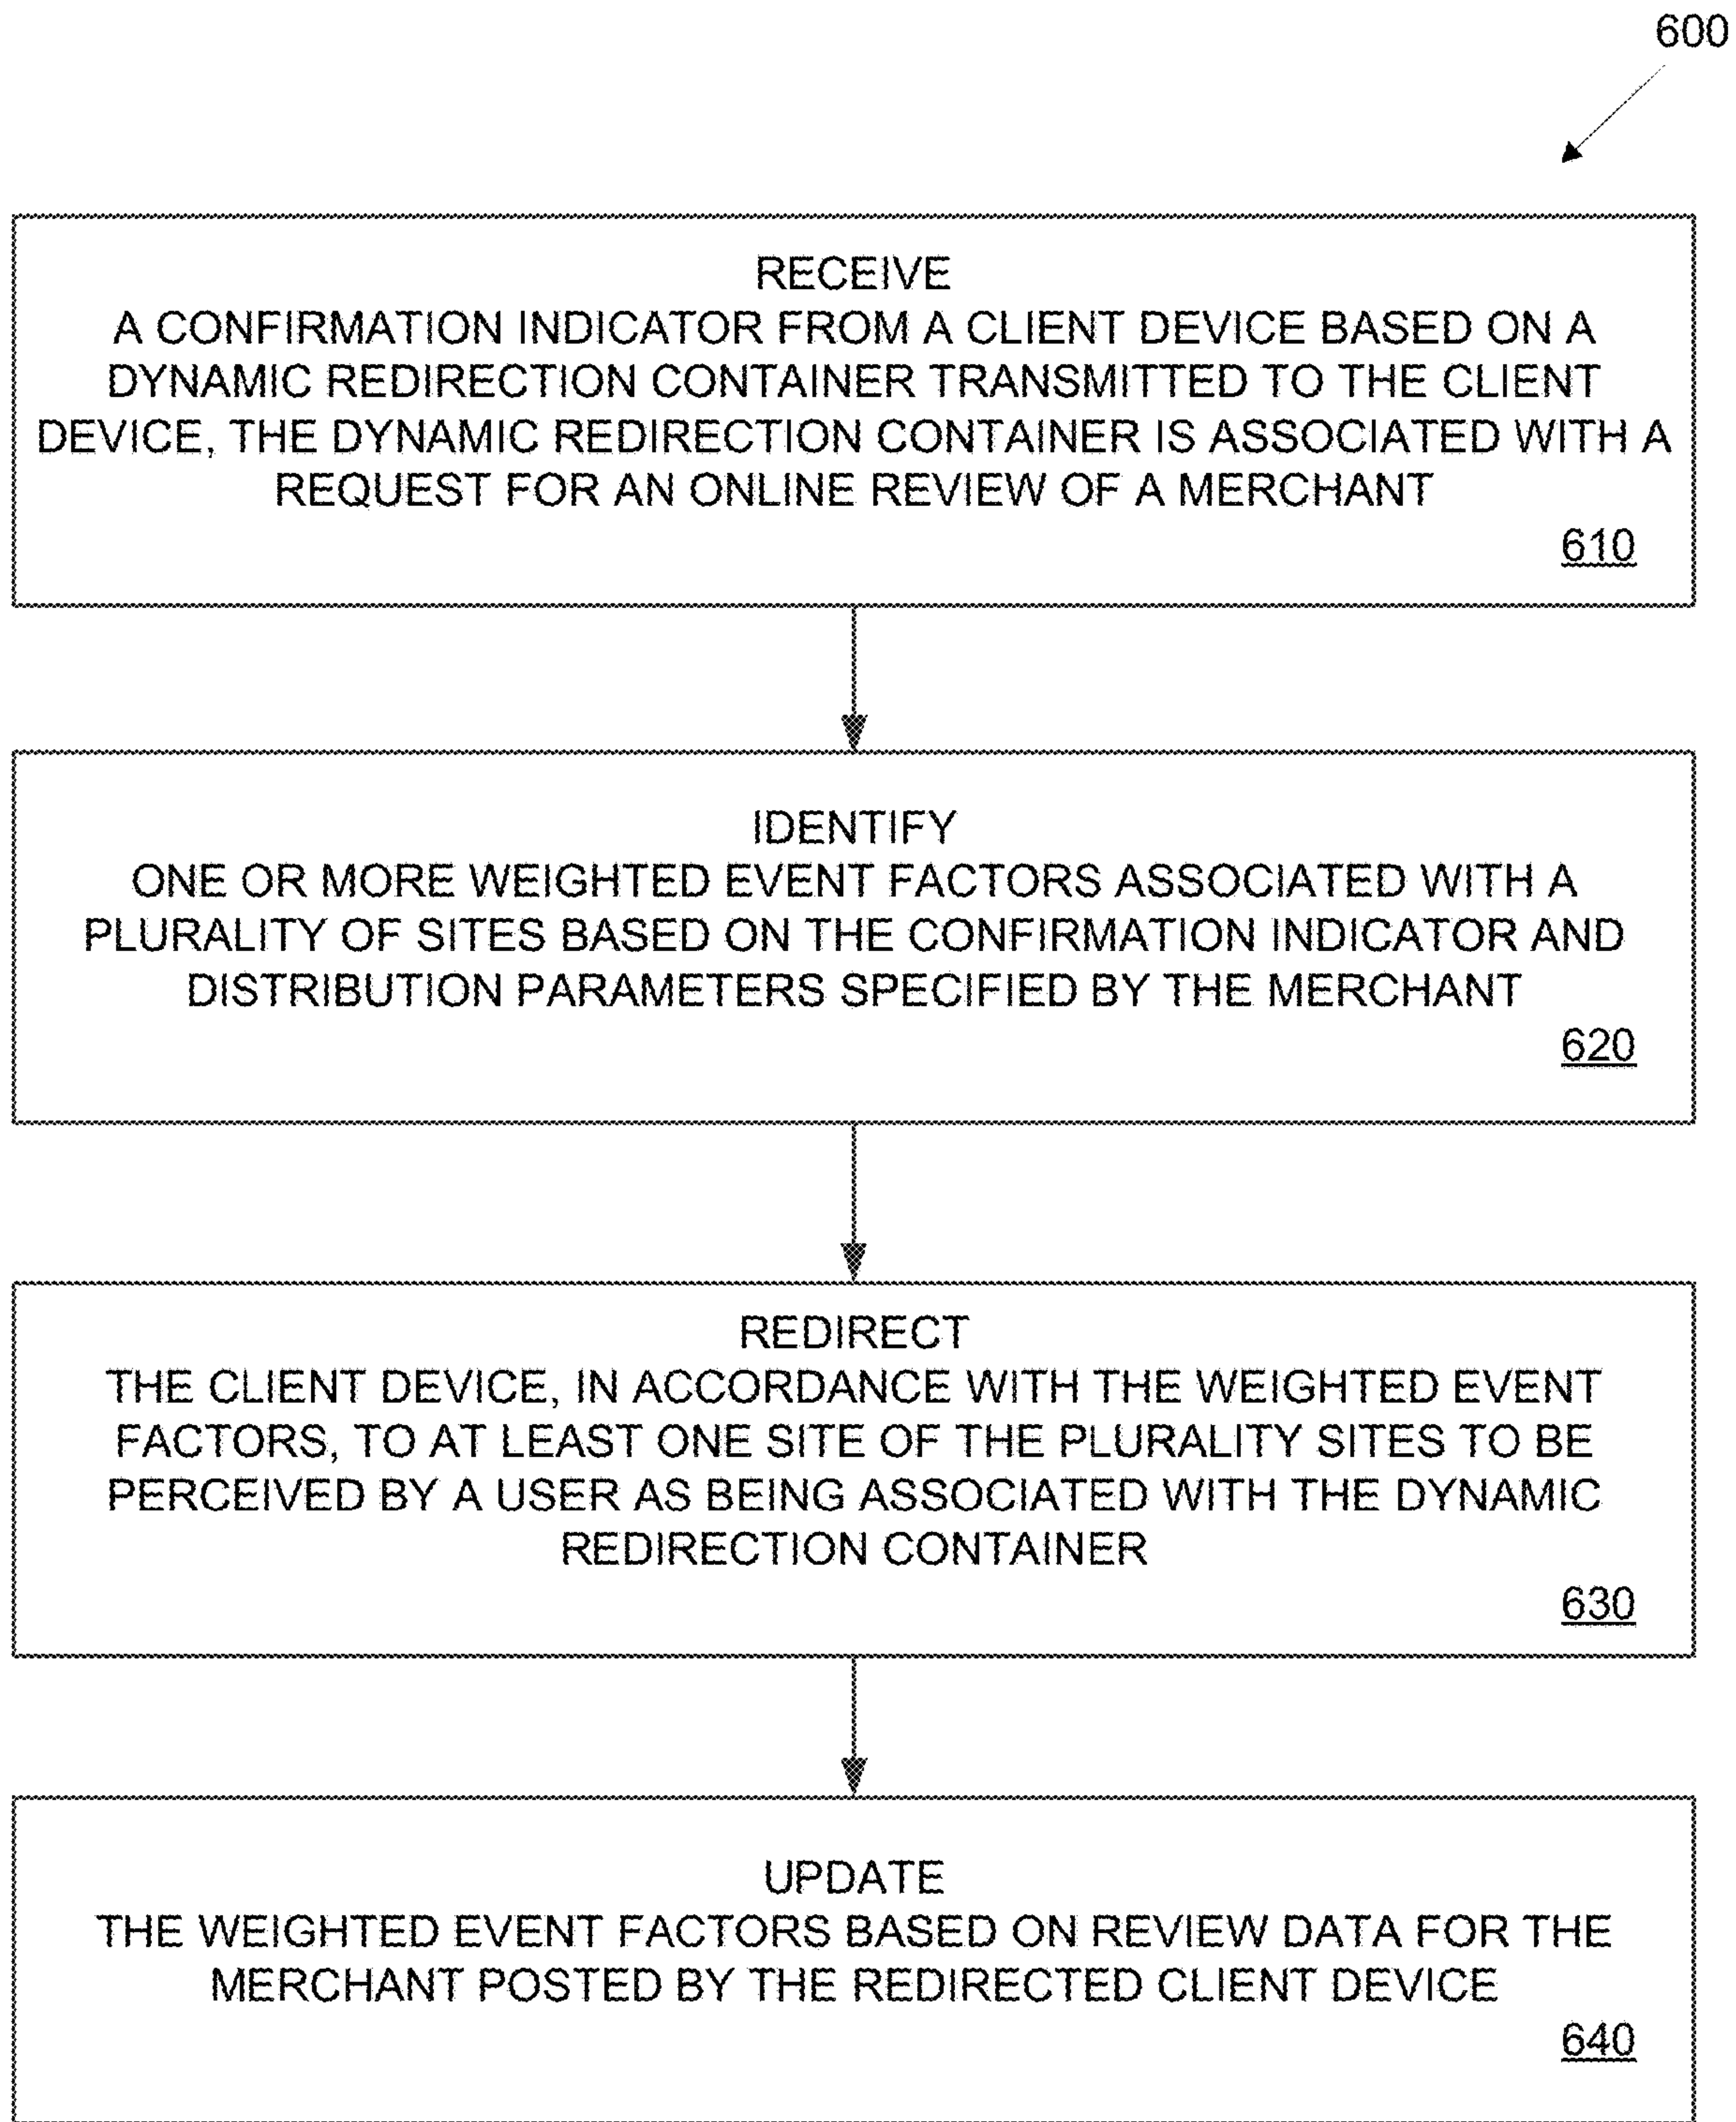 600
RECEIVE
A CONFIRMATION INDICATOR FROM A CLIENT DEVICE BASED ON A
DYNAMIC REDIRECTION CONTAINER TRANSMITTED TO THE CLIENT
DEVICE, THE DYNAMIC REDIRECTION CONTAINER IS ASSOCIATED WITH A
REQUEST FOR AN ONLINE REVIEW OF A MERCHANT
610
IDENTIFY
ONE OR MORE WEIGHTED EVENT FACTORS ASSOCIATED WITH A
PLURALITY OF SITES BASED ON THE CONFIRMATION INDICATOR AND
DISTRIBUTION PARAMETERS SPECIFIED BY THE MERCHANT
620
REDIRECT
THE CLIENT DEVICE, IN ACCORDANCE WITH THE WEIGHTED EVENT
FACTORS, TO AT LEAST ONE SITE OF THE PLURALITY SITES TO BE
PERCEIVED BY A USER AS BEING ASSOCIATED WITH THE DYNAMIC
REDIRECTION CONTAINER
630
UPDATE
THE WEIGHTED EVENT FACTORS BASED ON REVIEW DATA FOR THE
MERCHANT POSTED BY THE REDIRECTED CLIENT DEVICE
640